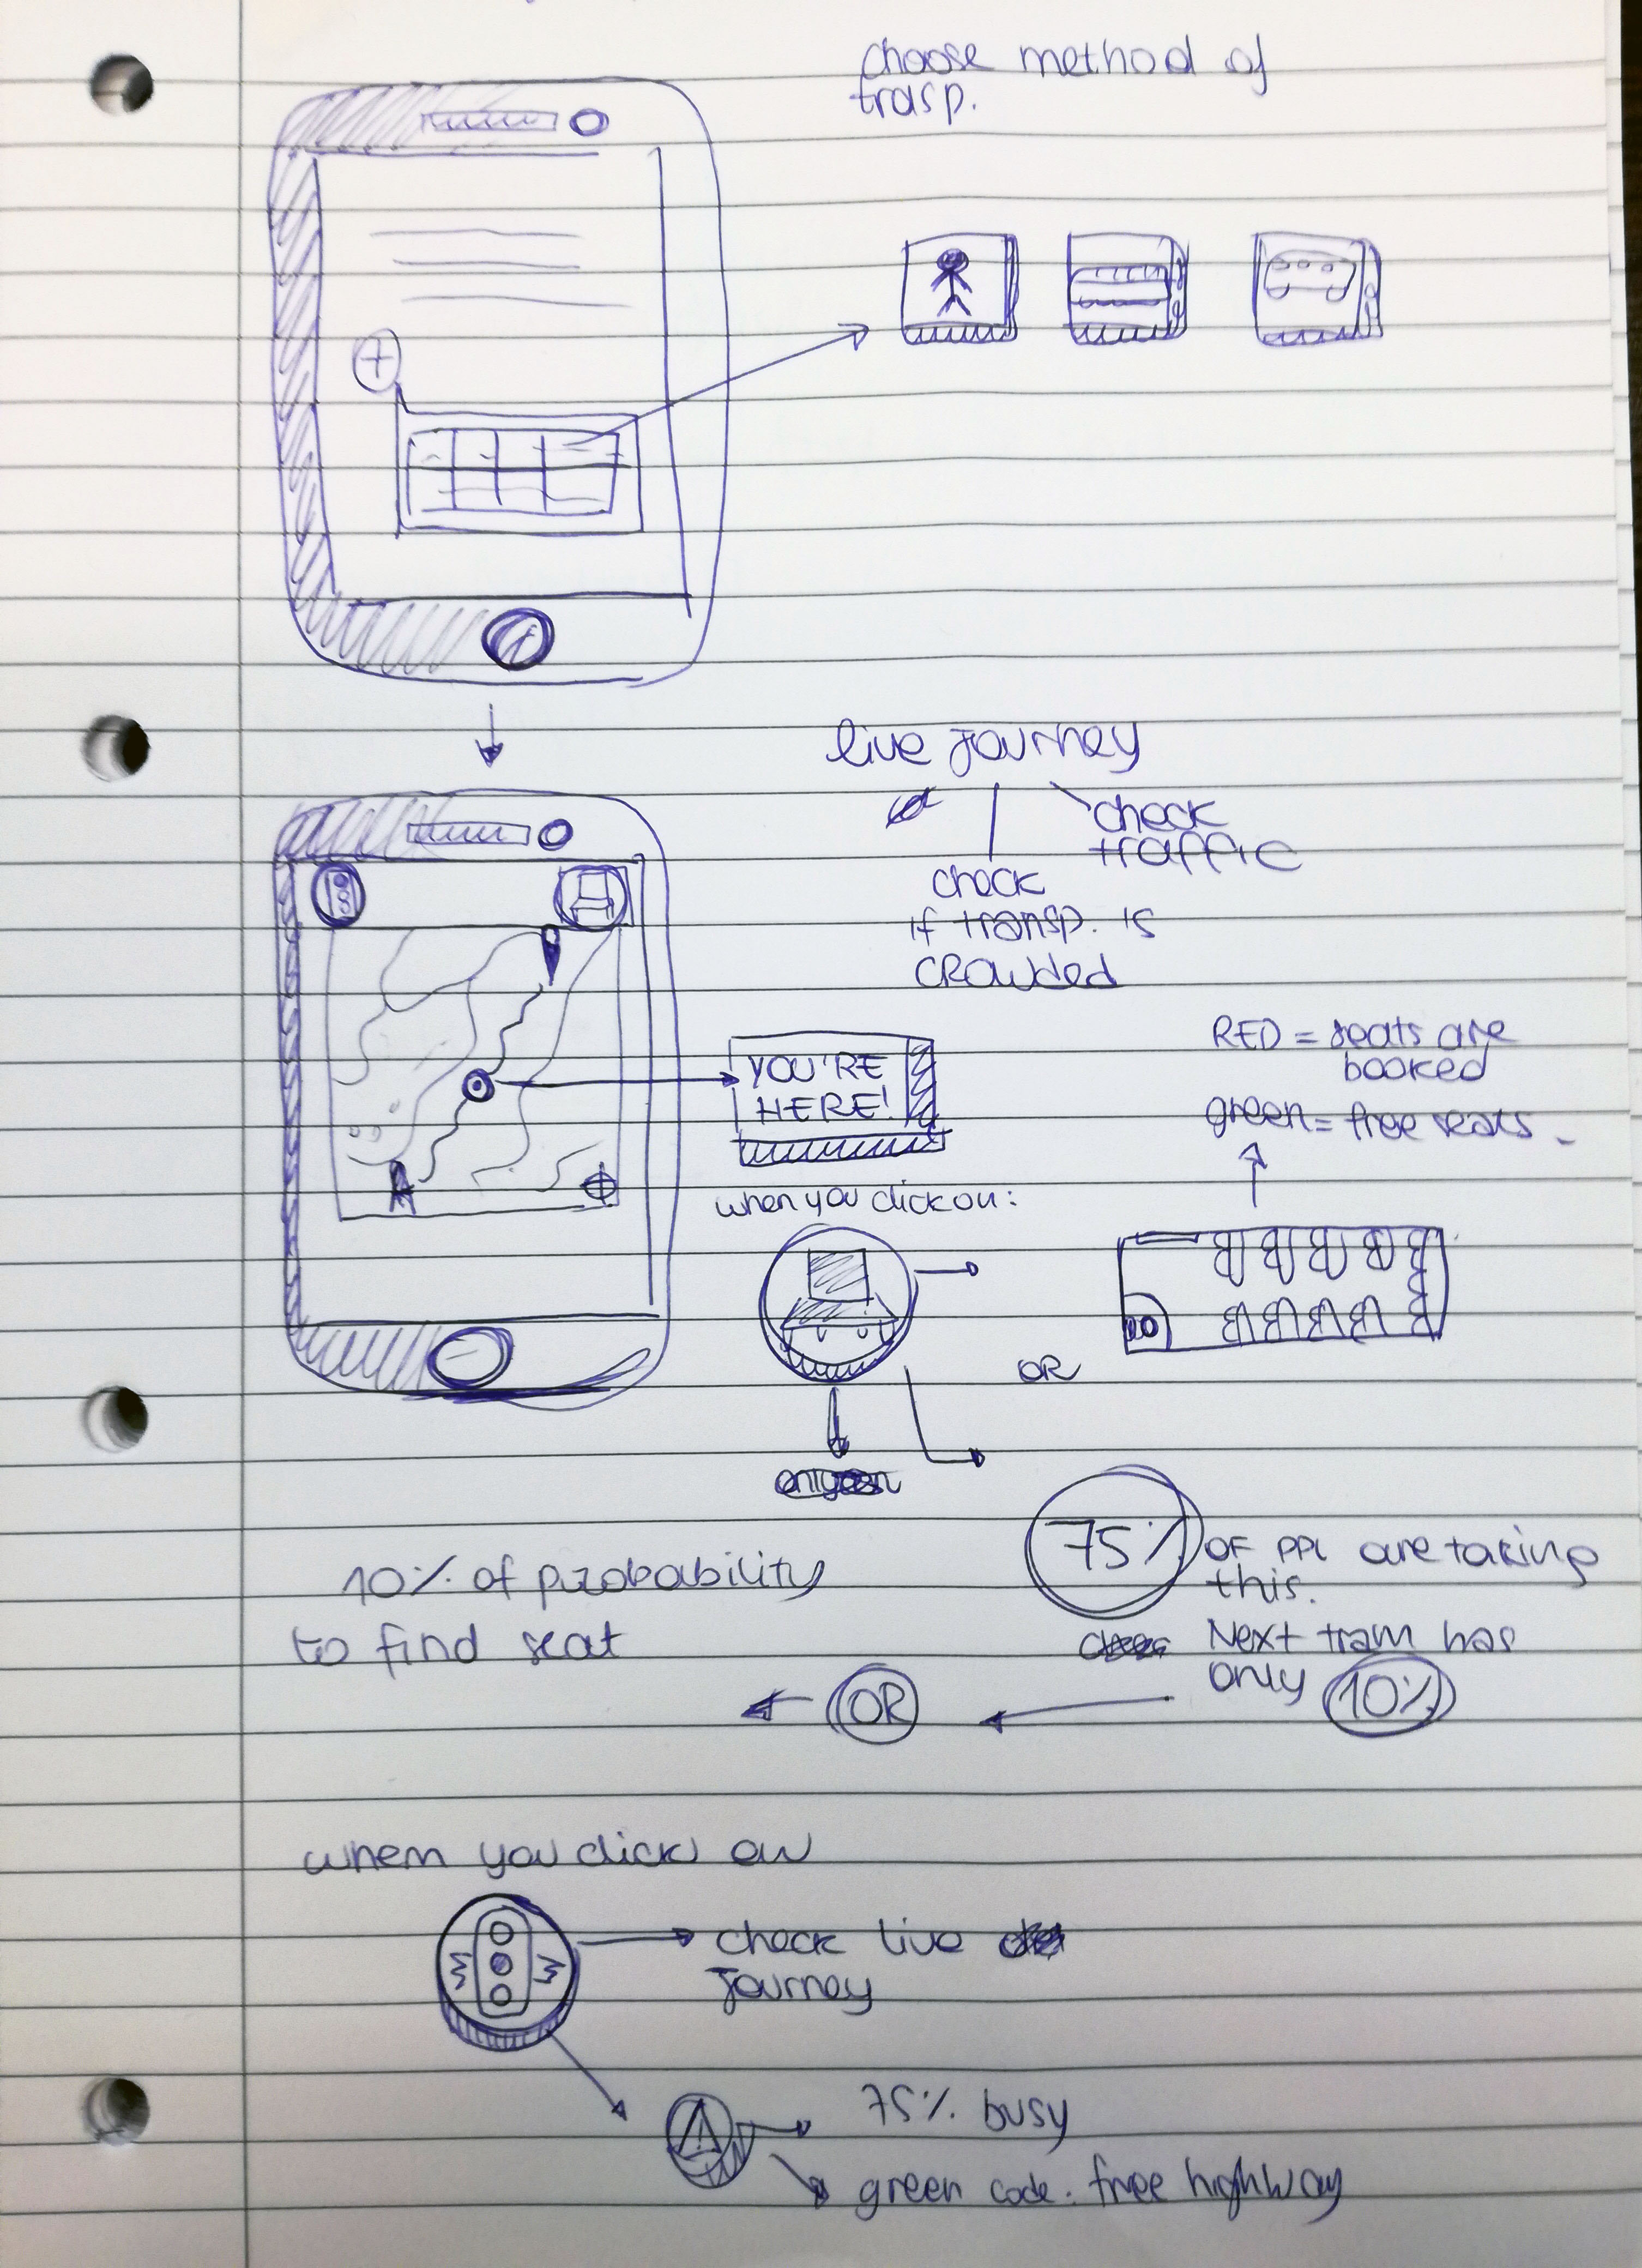 choose method of
trasp.
live journey
check
traffic
check
if transp. is
CROWDED
YOU'RE
HERE!
RED = seats are
booked
green = free seats.
when you click on:
OR
75%
OF PPL are taking
this.
Next tram has
only 10%
OR
10% of probability
to find seat
when you click on
check live
journey
75% busy
green code: free highway